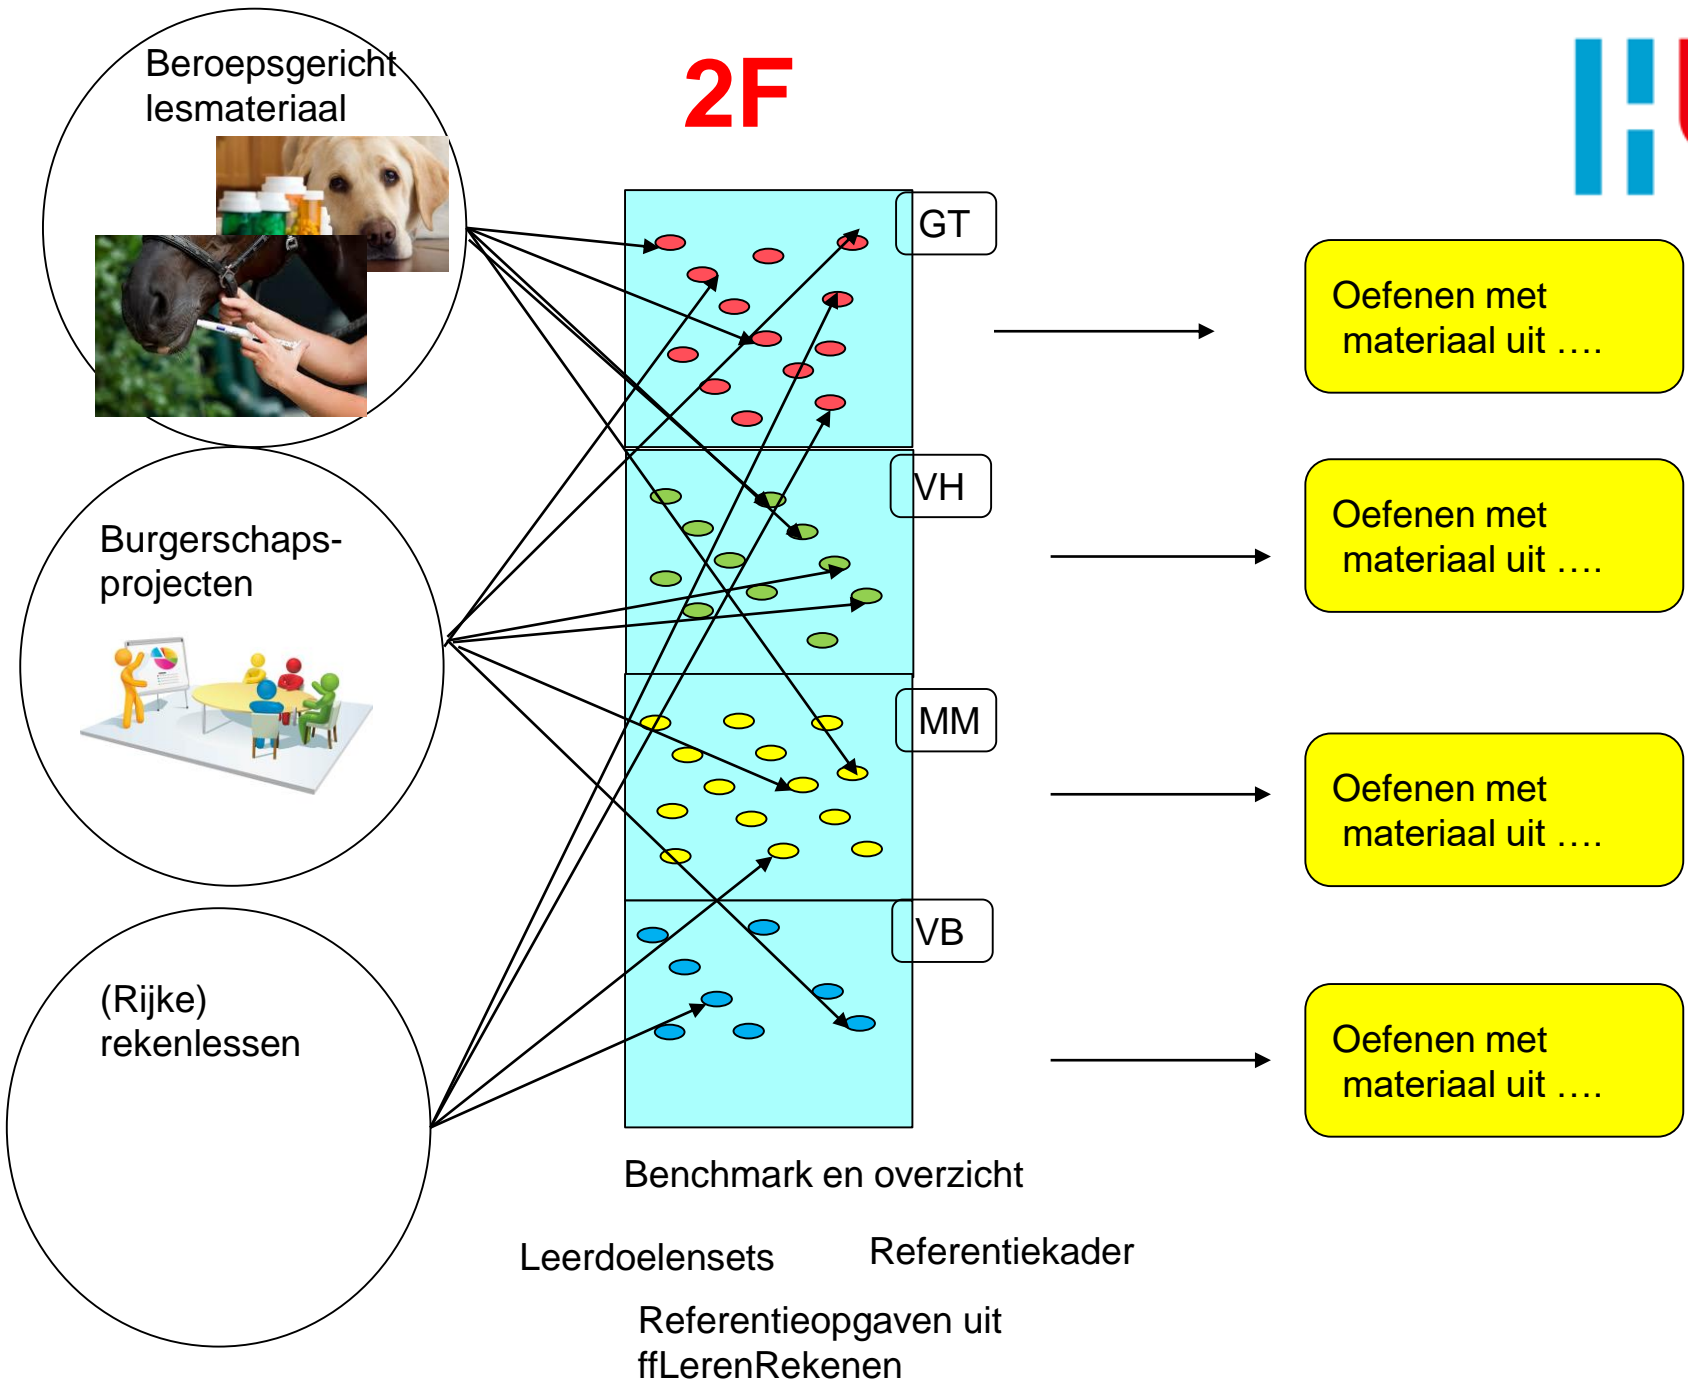 Beroepsgericht
lesmateriaal
2F
GT
Oefenen met
materiaal uit ….
VH
Oefenen met
materiaal uit ….
Burgerschaps-
projecten
MM
Oefenen met
materiaal uit ….
VB
(Rijke)
rekenlessen
Oefenen met
materiaal uit ….
Benchmark en overzicht
Leerdoelensets
Referentiekader
Referentieopgaven uit
ffLerenRekenen